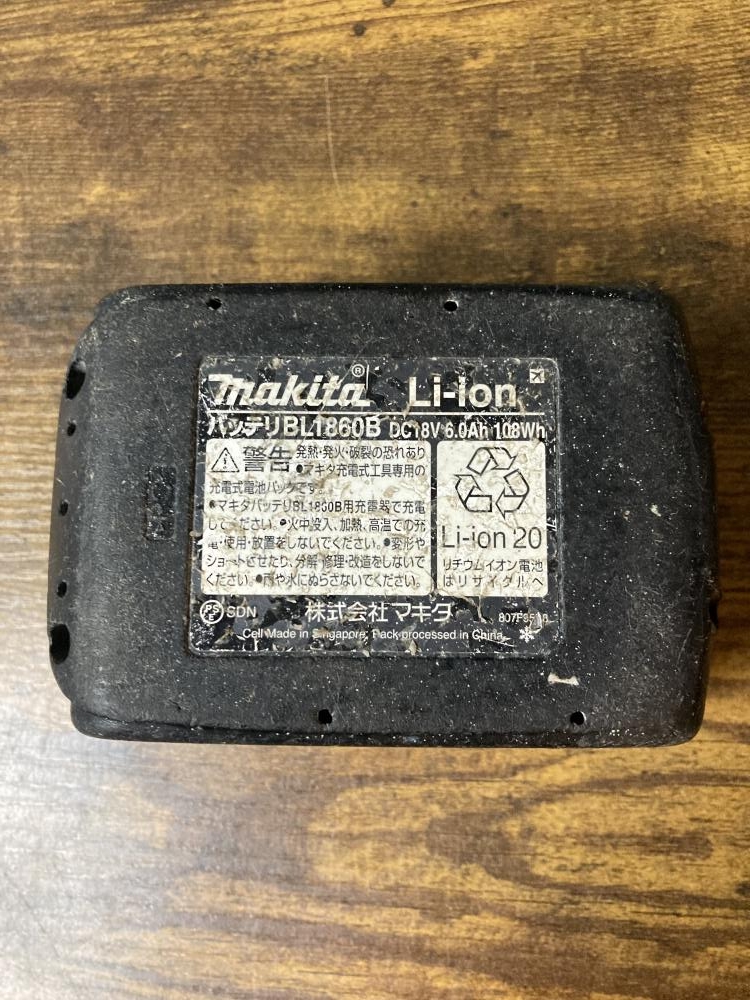 makita® Li-ion
バッテリBL1860B DC18V 6.0Ah 108Wh
警告 発熱・発火・破裂の恐れあり
●マキタ充電式工具専用の
充電式電池パックです。
●マキタバッテリBL1860B用充電器で充電
してください。●火中投入、加熱、高温での充
電・使用・放置をしないでください。●変形や
ショートさせたり、分解・修理・改造をしないで
ください。●雨や水にぬらさないでください。
Li-ion 20
リチウムイオン電池
はリサイクルへ
PS E SDN 株式会社マキタ
Cell Made in Singapore, Pack processed in China